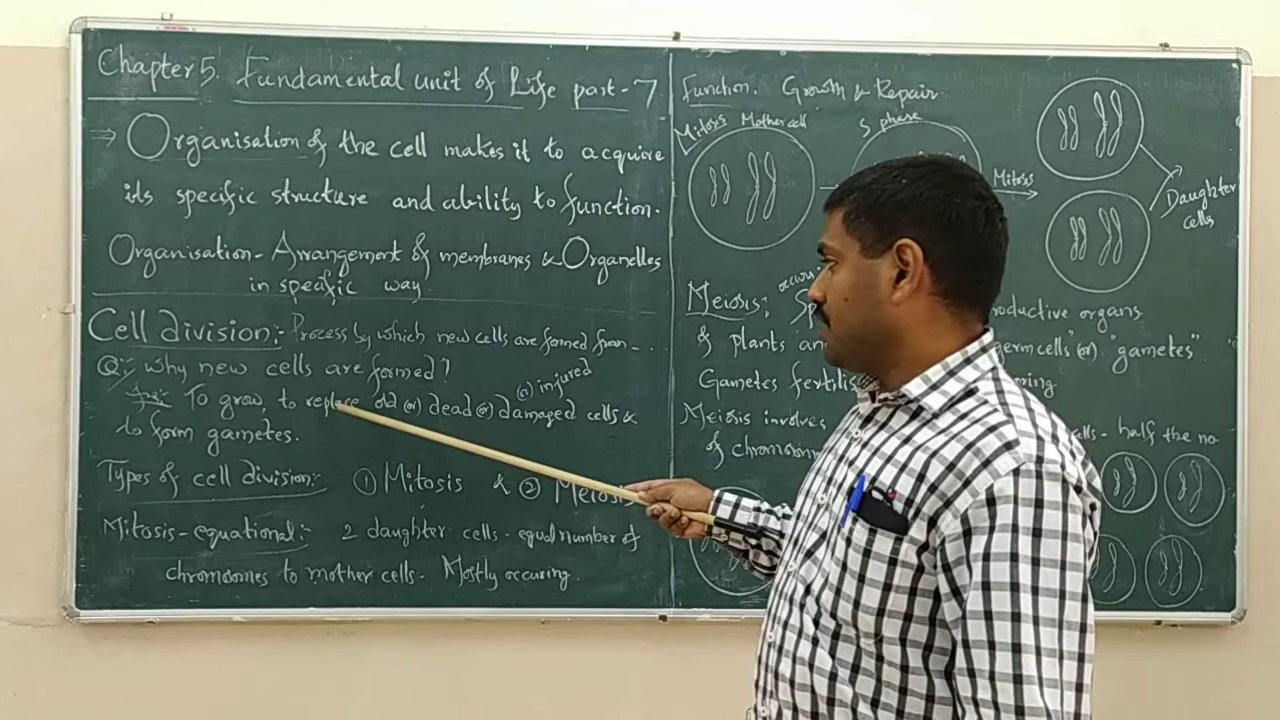 Chapter 5. Fundamental unit of Life part-7
⇒ Organisation of the cell makes it to acquire
its specific structure and ability to function.
Organisation - Arrangement of membranes & Organelles
in specific way
Cell division:- Process by which new cells are formed from -
Q:- Why new cells are formed?
Ans:- To grow, to replace old (or) dead (or) damaged (or) injured cells &
to form gametes.
Types of cell division:- ① Mitosis & ② Meiosis
Mitosis-equational:- 2 daughter cells - equal number of
chromosomes to mother cells. Mostly occuring.
Function. Growth & Repair
Mitosis Mother cell
S phase
Mitosis
Daughter
cells
Meiosis: occurs
productive organs
& plants germ cells (or) "gametes".
Gametes fertilis
Meiosis involves
cells - half the no
of chromosom